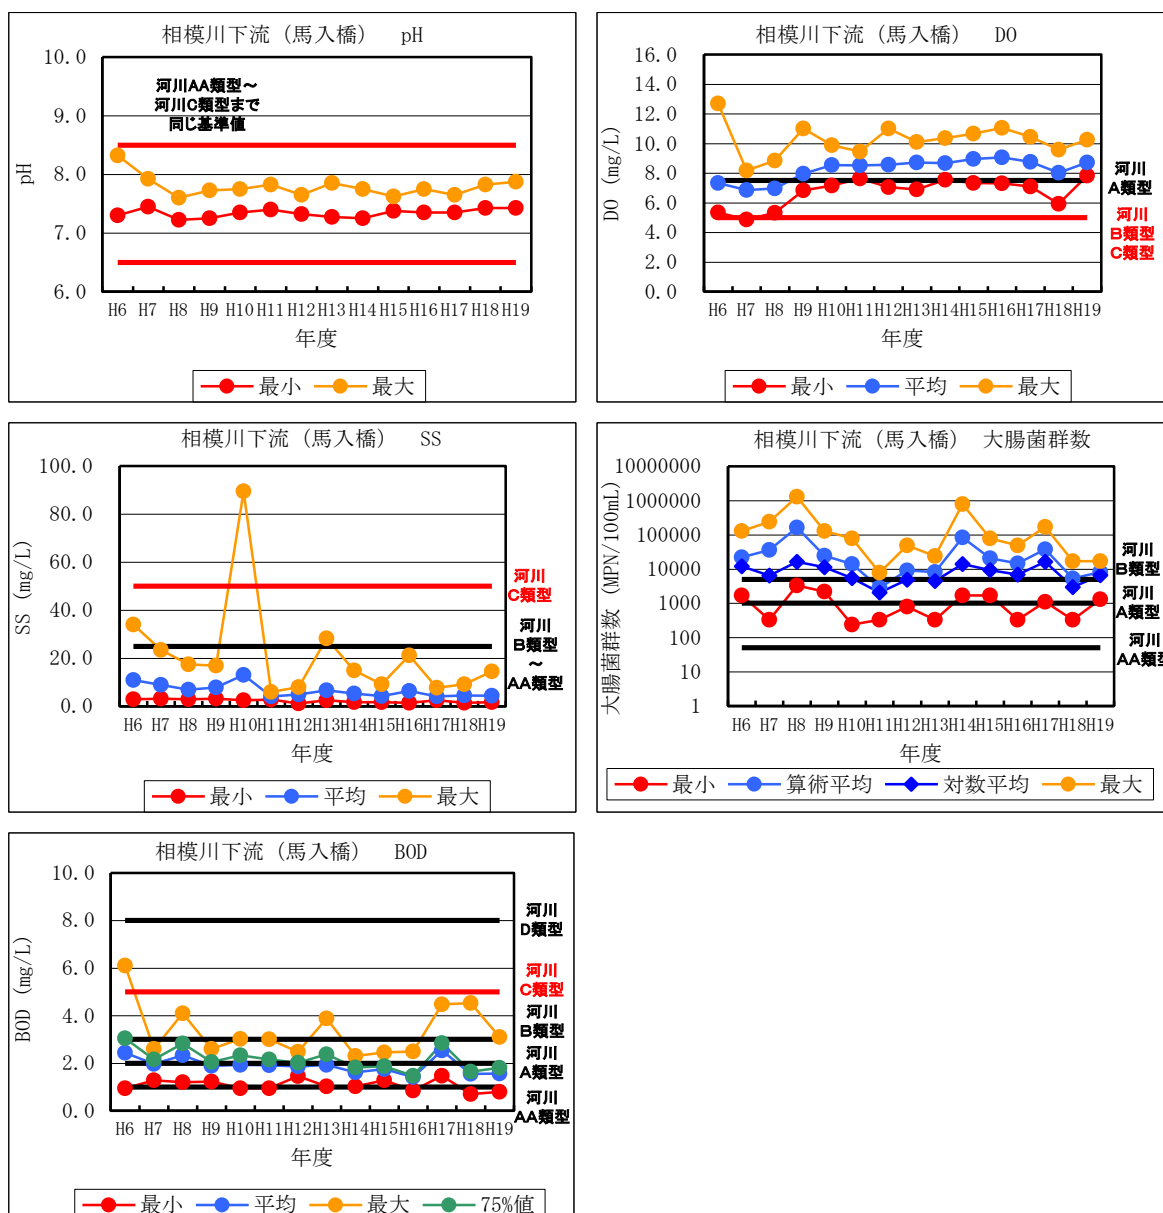 相模川下流 (馬入橋) pH
10.0
9.0
8.0
7.0
6.0
pH
河川AA類型～
河川C類型まで
同じ基準値
H6 H7 H8 H9 H10 H11 H12 H13 H14 H15 H16 H17 H18 H19
年度
最小 最大
相模川下流 (馬入橋) DO
16.0
14.0
12.0
10.0
8.0
6.0
4.0
2.0
0.0
DO (mg/L)
河川
A類型
河川
B類型
C類型
H6 H7 H8 H9 H10 H11 H12 H13 H14 H15 H16 H17 H18 H19
年度
最小 平均 最大
相模川下流 (馬入橋) SS
100.0
80.0
60.0
40.0
20.0
0.0
SS (mg/L)
河川
C類型
河川
B類型
～
AA類型
H6 H7 H8 H9 H10 H11 H12 H13 H14 H15 H16 H17 H18 H19
年度
最小 平均 最大
相模川下流 (馬入橋) 大腸菌群数
10000000
1000000
100000
10000
1000
100
10
1
大腸菌群数 (MPN/100mL)
河川
B類型
河川
A類型
河川
AA類型
H6 H7 H8 H9 H10 H11 H12 H13 H14 H15 H16 H17 H18 H19
年度
最小 算術平均 対数平均 最大
相模川下流 (馬入橋) BOD
10.0
8.0
6.0
4.0
2.0
0.0
BOD (mg/L)
河川
D類型
河川
C類型
河川
B類型
河川
A類型
河川
AA類型
H6 H7 H8 H9 H10 H11 H12 H13 H14 H15 H16 H17 H18 H19
年度
最小 平均 最大 75%値